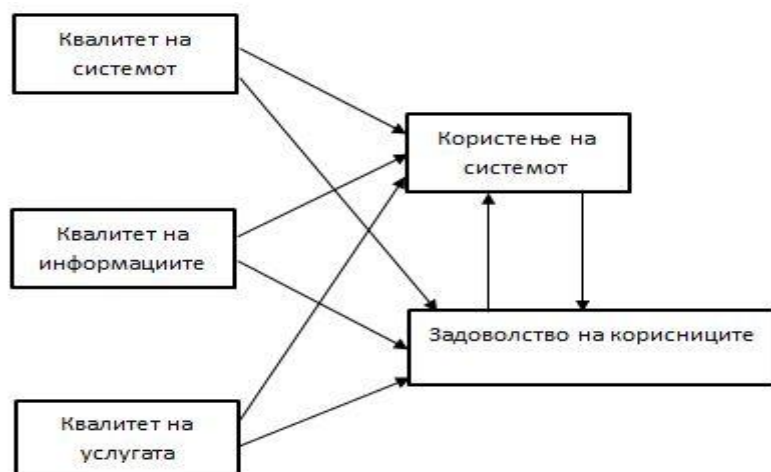 Квалитет на
системот
Користење на
системот
Квалитет на
информациите
Задоволство на корисниците
Квалитет на
услугата